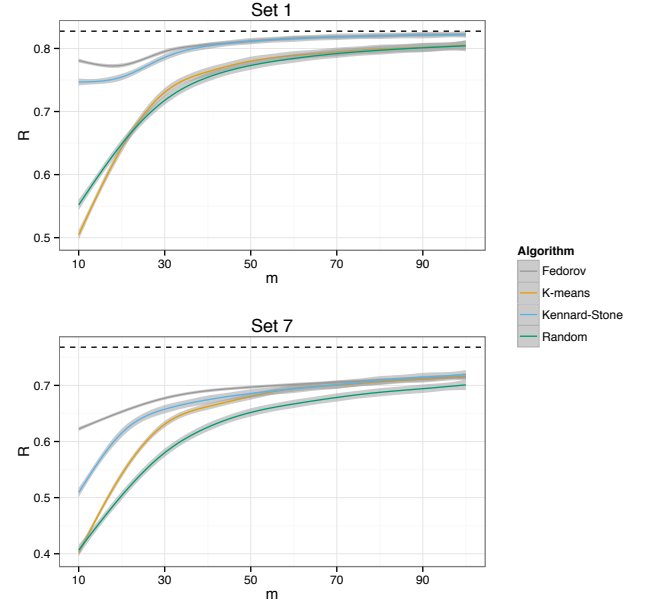 Set 1
0.8
0.7
0.6
0.5
R
10 30 50 70 90
m
Algorithm
Fedorov
K-means
Kennard-Stone
Random
Set 7
0.7
0.6
0.5
0.4
R
10 30 50 70 90
m